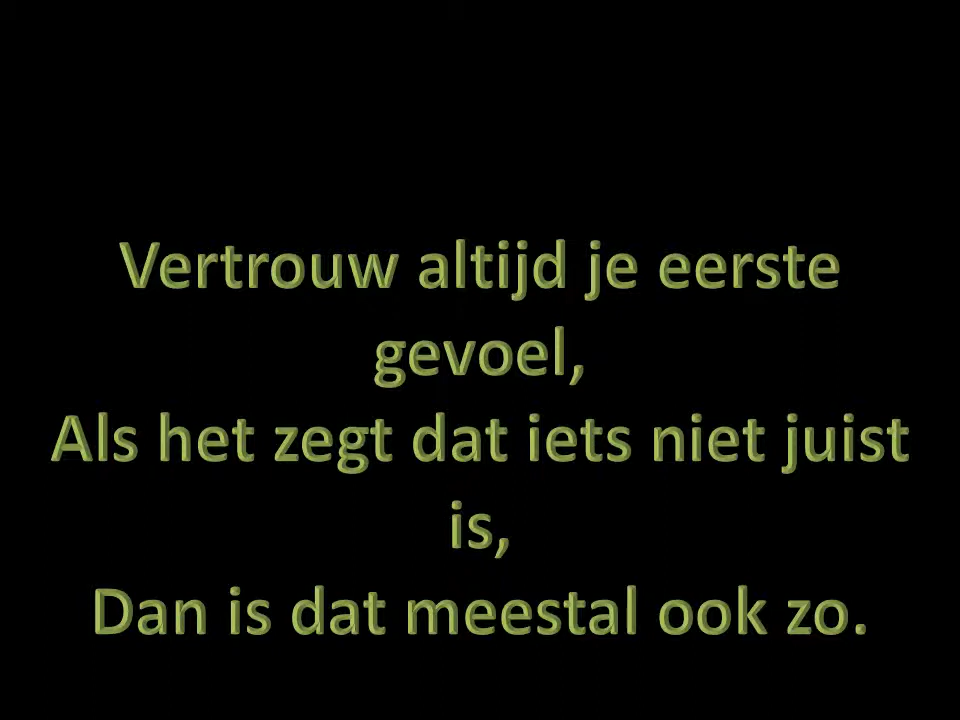 Vertrouw altijd je eerste
gevoel,
Als het zegt dat iets niet juist
is,
Dan is dat meestal ook zo.